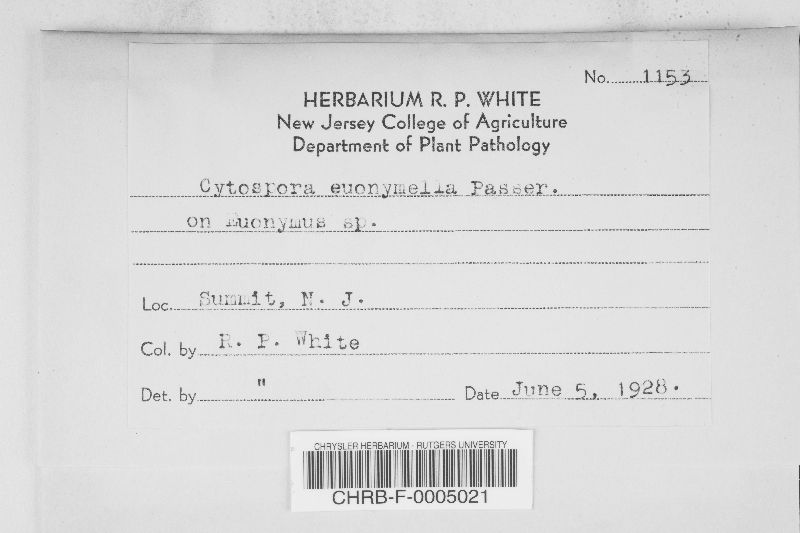 No. 1153
HERBARIUM R. P. WHITE
New Jersey College of Agriculture
Department of Plant Pathology
Cytospora euonymella Passer.
on Euonymus sp.
Loc. Summit, N. J.
Col. by R. P. White
Det. by " Date June 5, 1928.
CHRYSLER HERBARIUM - RUTGERS UNIVERSITY
CHRB-F-0005021